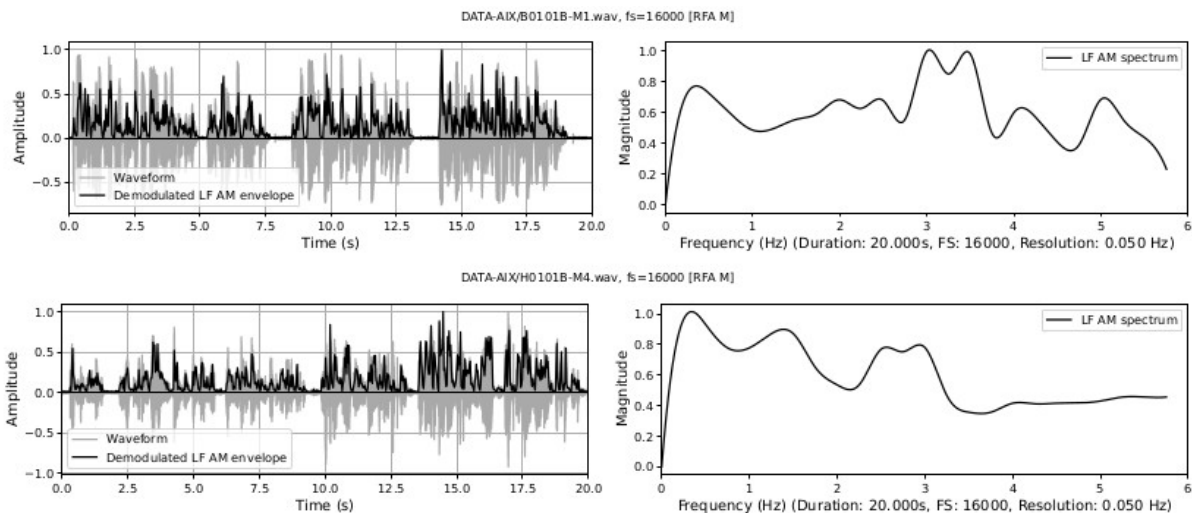 DATA-AIX/B0101B-M1.wav, fs=16000 [RFA M]
Amplitude
1.0
0.5
0.0
−0.5
Waveform
Demodulated LF AM envelope
0.0 2.5 5.0 7.5 10.0 12.5 15.0 17.5 20.0
Time (s)
Magnitude
1.0
0.8
0.6
0.4
0.2
0.0
LF AM spectrum
0 1 2 3 4 5 6
Frequency (Hz) (Duration: 20.000s, FS: 16000, Resolution: 0.050 Hz)
DATA-AIX/H0101B-M4.wav, fs=16000 [RFA M]
Amplitude
1.0
0.5
0.0
−0.5
−1.0
Waveform
Demodulated LF AM envelope
0.0 2.5 5.0 7.5 10.0 12.5 15.0 17.5 20.0
Time (s)
Magnitude
1.0
0.8
0.6
0.4
0.2
0.0
LF AM spectrum
0 1 2 3 4 5 6
Frequency (Hz) (Duration: 20.000s, FS: 16000, Resolution: 0.050 Hz)